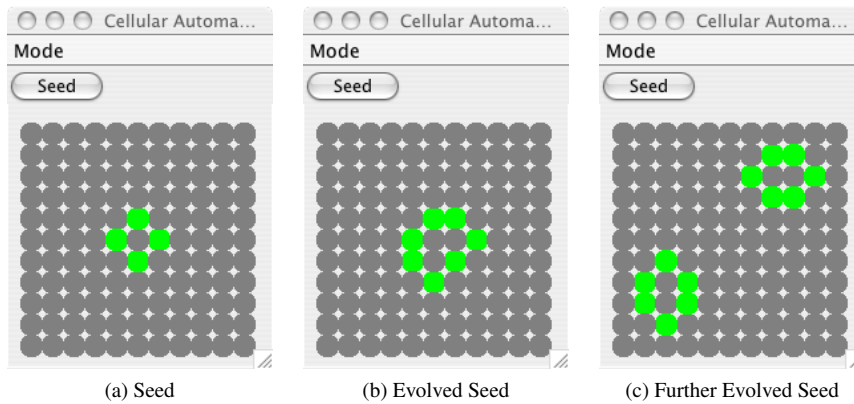 Cellular Automa...
Mode
Seed
Cellular Automa...
Mode
Seed
Cellular Automa...
Mode
Seed
(a) Seed
(b) Evolved Seed
(c) Further Evolved Seed